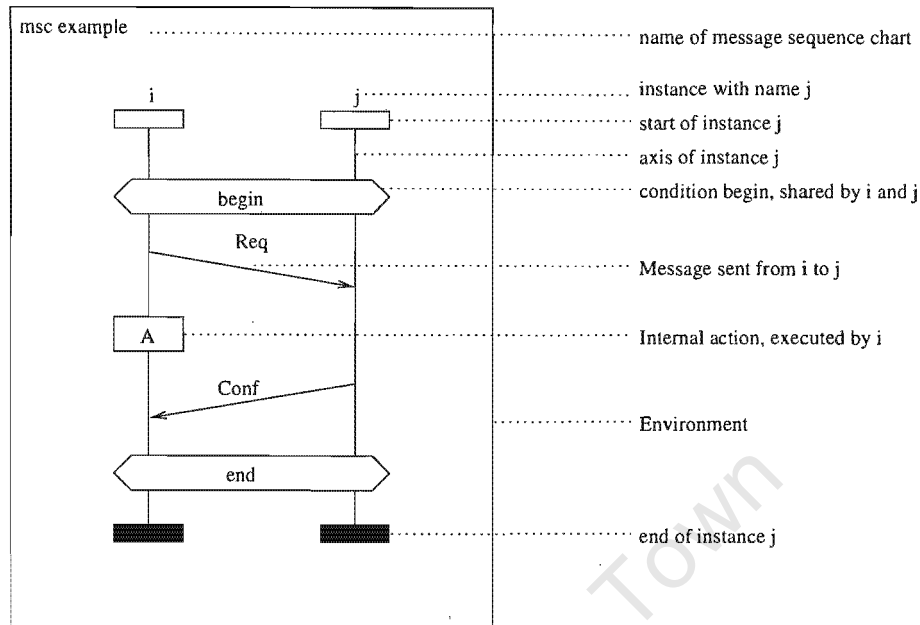 msc example
name of message sequence chart
i
j
instance with name j
start of instance j
axis of instance j
begin
condition begin, shared by i and j
Req
Message sent from i to j
A
Internal action, executed by i
Conf
Environment
end
end of instance j
Town